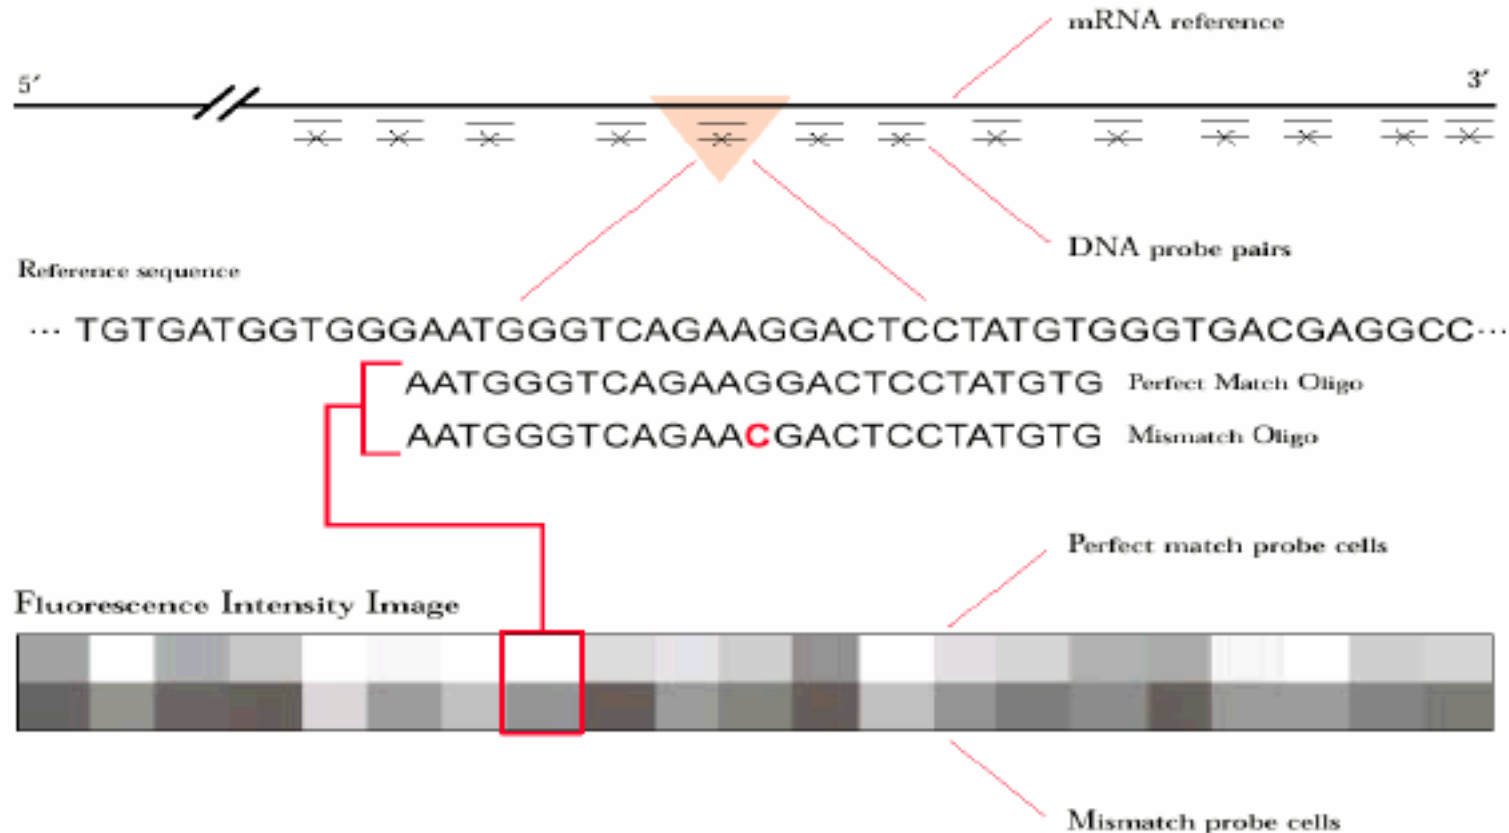 mRNA reference
5′
3′
DNA probe pairs
Reference sequence
··· TGTGATGGTGGGAATGGGTCAGAAGGACTCCTATGTGGGTGACGAGGCC···
AATGGGTCAGAAGGACTCCTATGTG Perfect Match Oligo
AATGGGTCAGAACGACTCCTATGTG Mismatch Oligo
Perfect match probe cells
Fluorescence Intensity Image
Mismatch probe cells